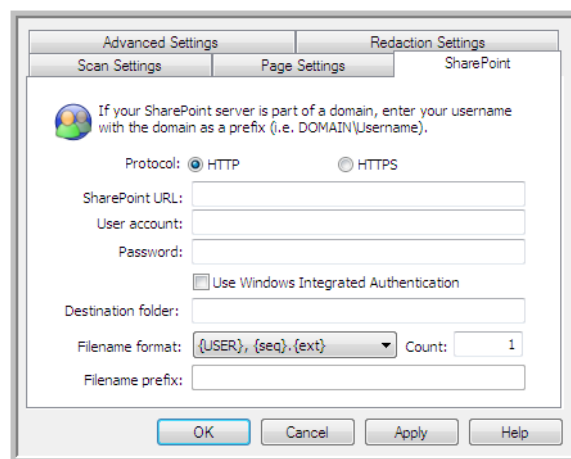 Advanced Settings Redaction Settings
Scan Settings Page Settings SharePoint
If your SharePoint server is part of a domain, enter your username
with the domain as a prefix (i.e. DOMAIN\Username).
Protocol: HTTP HTTPS
SharePoint URL:
User account:
Password:
Use Windows Integrated Authentication
Destination folder:
Filename format: {USER}, {seq}.{ext} Count: 1
Filename prefix:
OK Cancel Apply Help